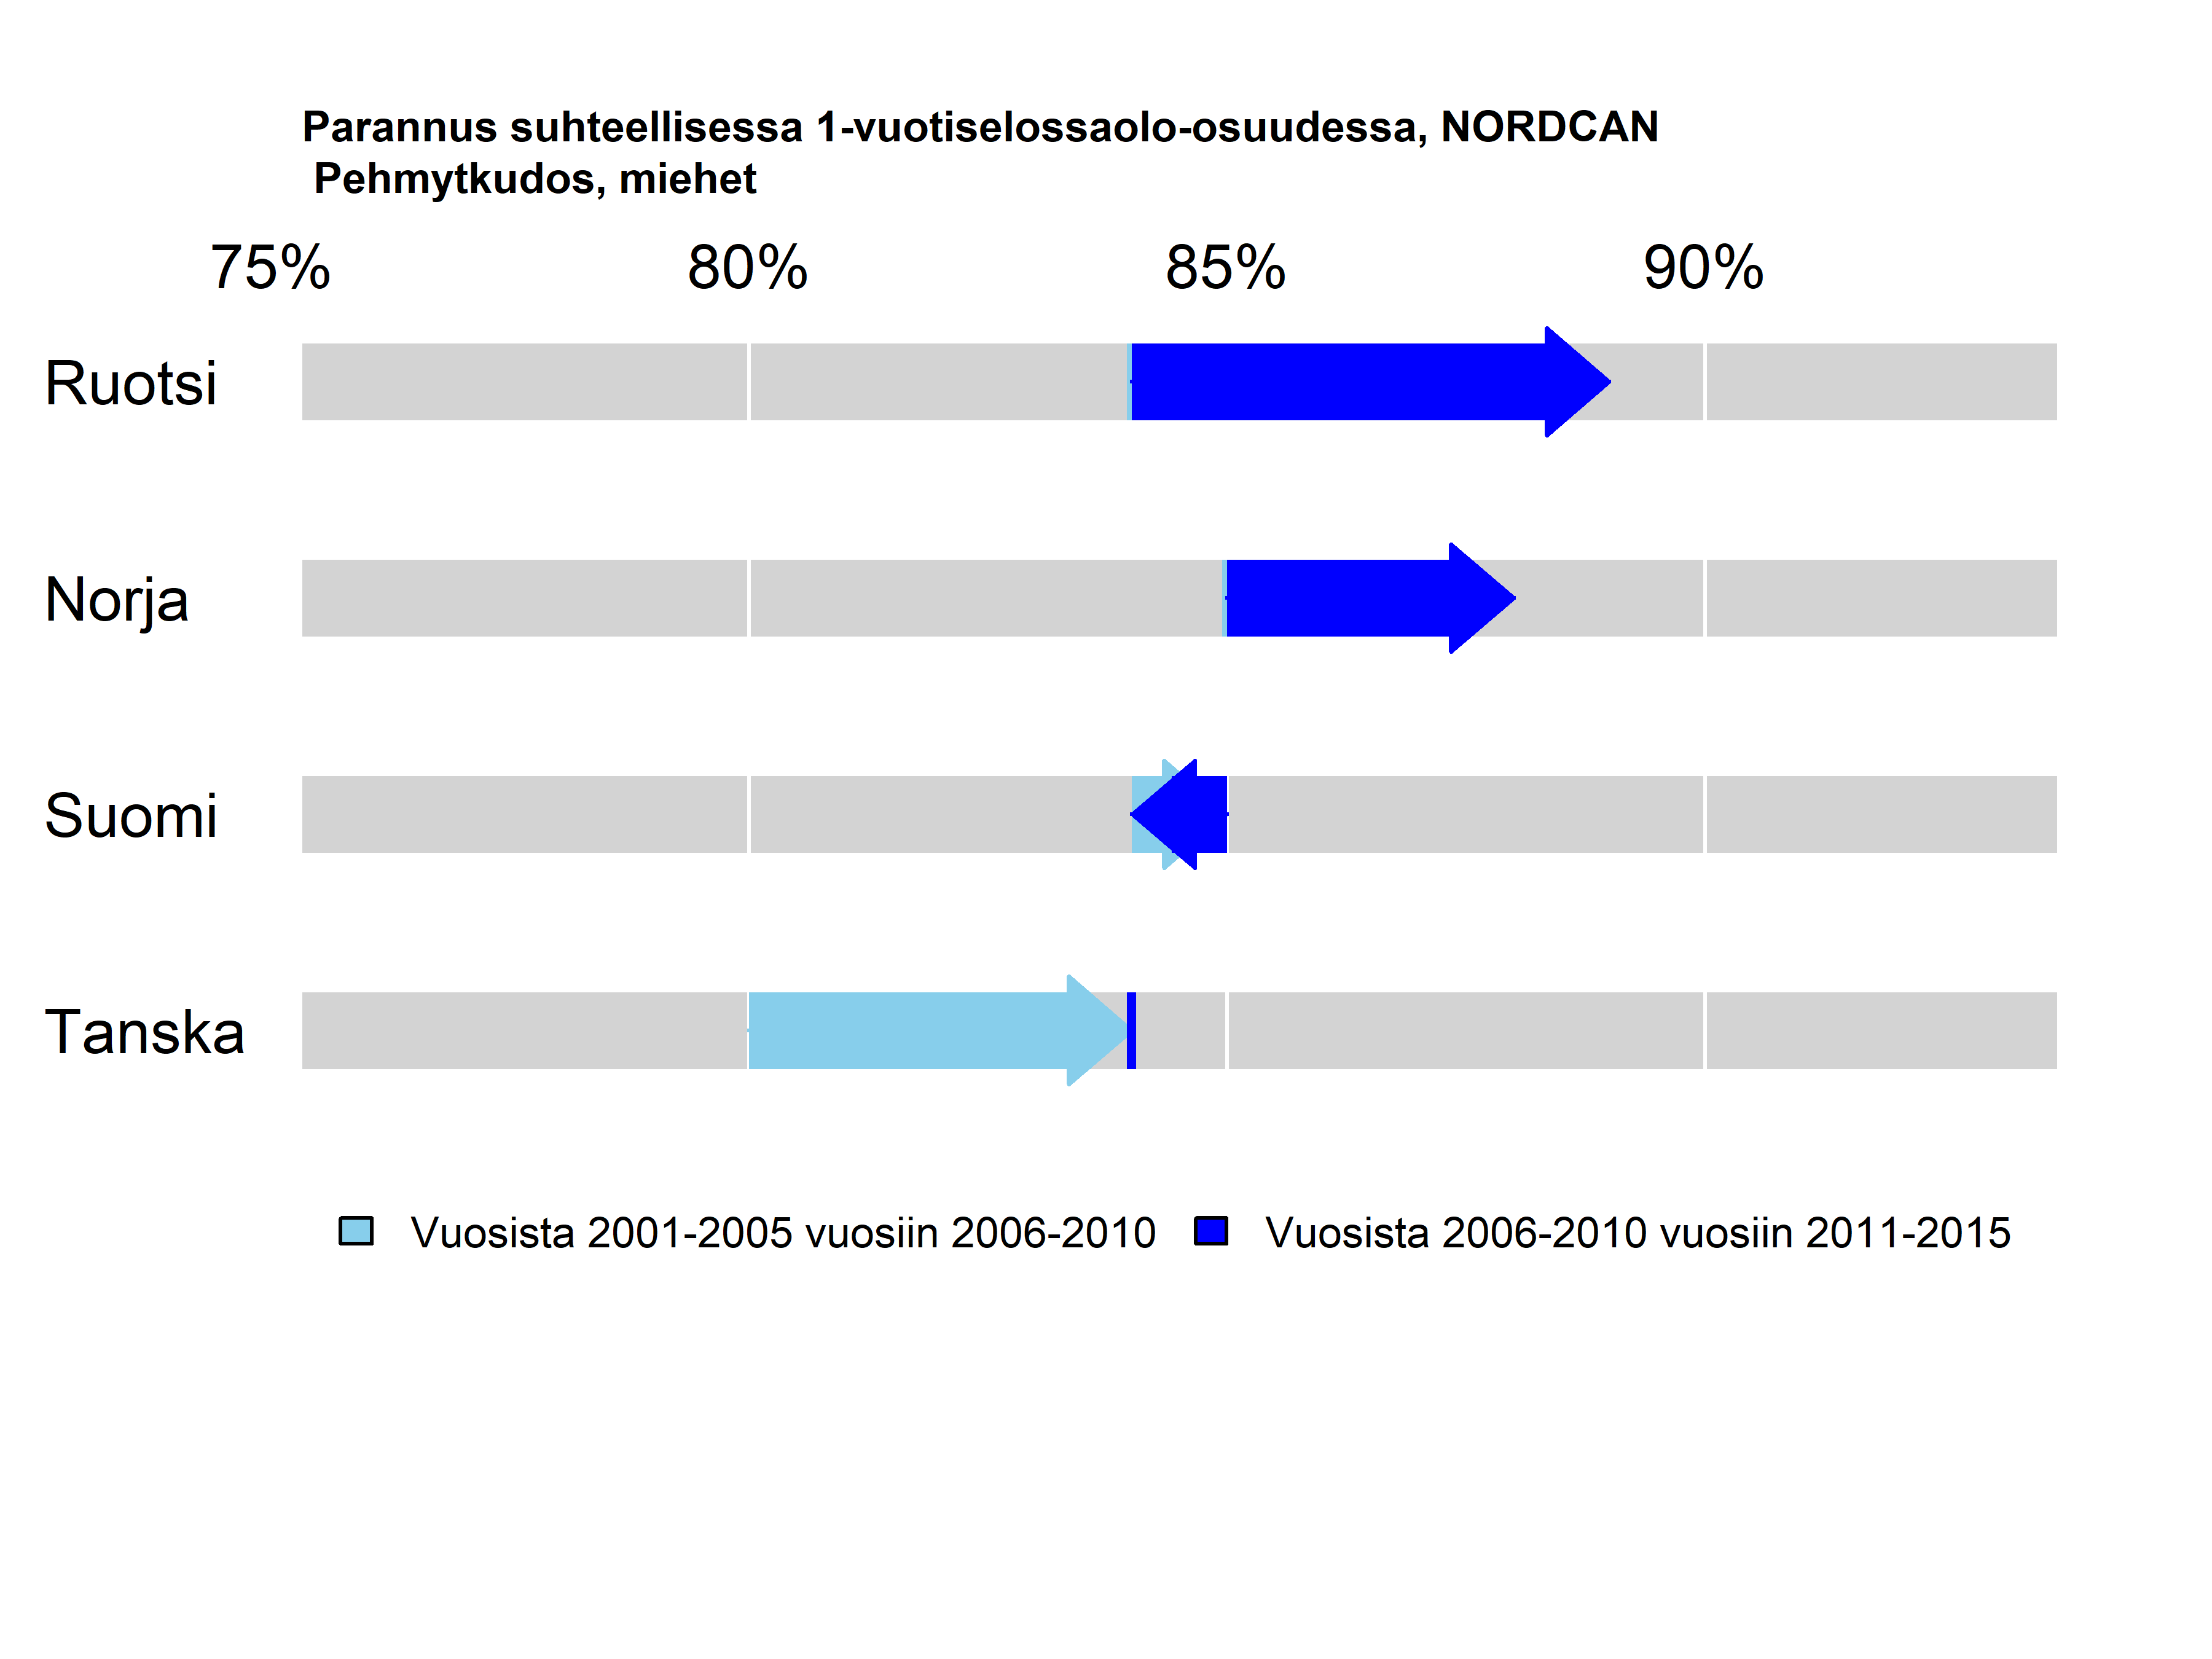 Parannus suhteellisessa 1-vuotiselossaolo-osuudessa, NORDCAN
Pehmytkudos, miehet
75% 80% 85% 90%
Ruotsi
Norja
Suomi
Tanska
Vuosista 2001-2005 vuosiin 2006-2010 Vuosista 2006-2010 vuosiin 2011-2015